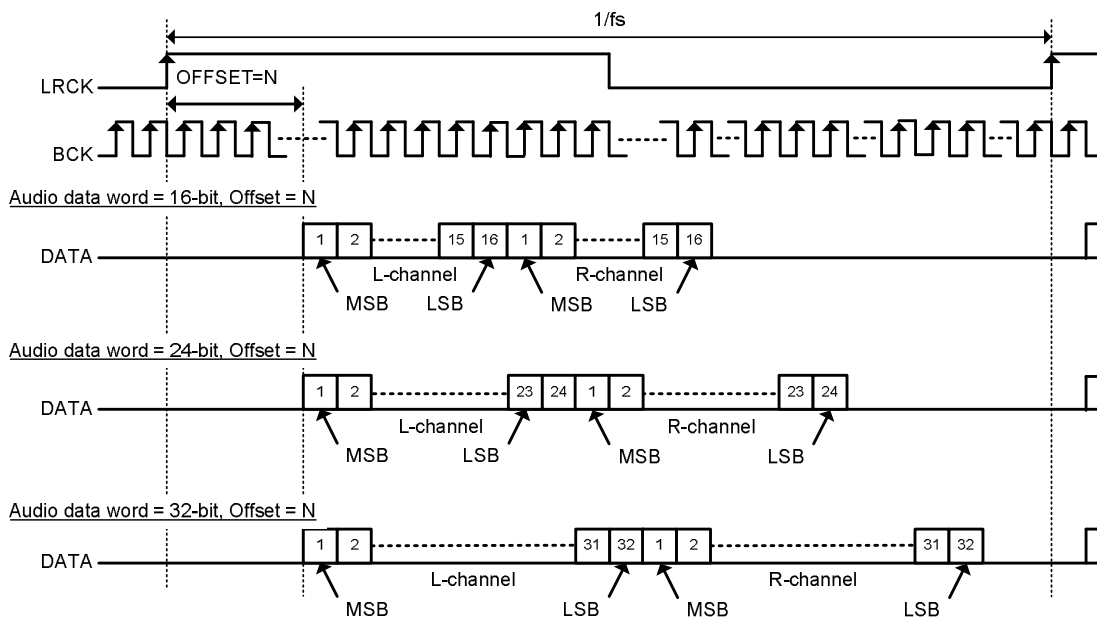 1/fs
LRCK
OFFSET=N
BCK
Audio data word = 16-bit, Offset = N
DATA
1 2 15 16 1 2 15 16
L-channel R-channel
MSB LSB MSB LSB
Audio data word = 24-bit, Offset = N
DATA
1 2 23 24 1 2 23 24
L-channel R-channel
MSB LSB MSB LSB
Audio data word = 32-bit, Offset = N
DATA
1 2 31 32 1 2 31 32
L-channel R-channel
MSB LSB MSB LSB